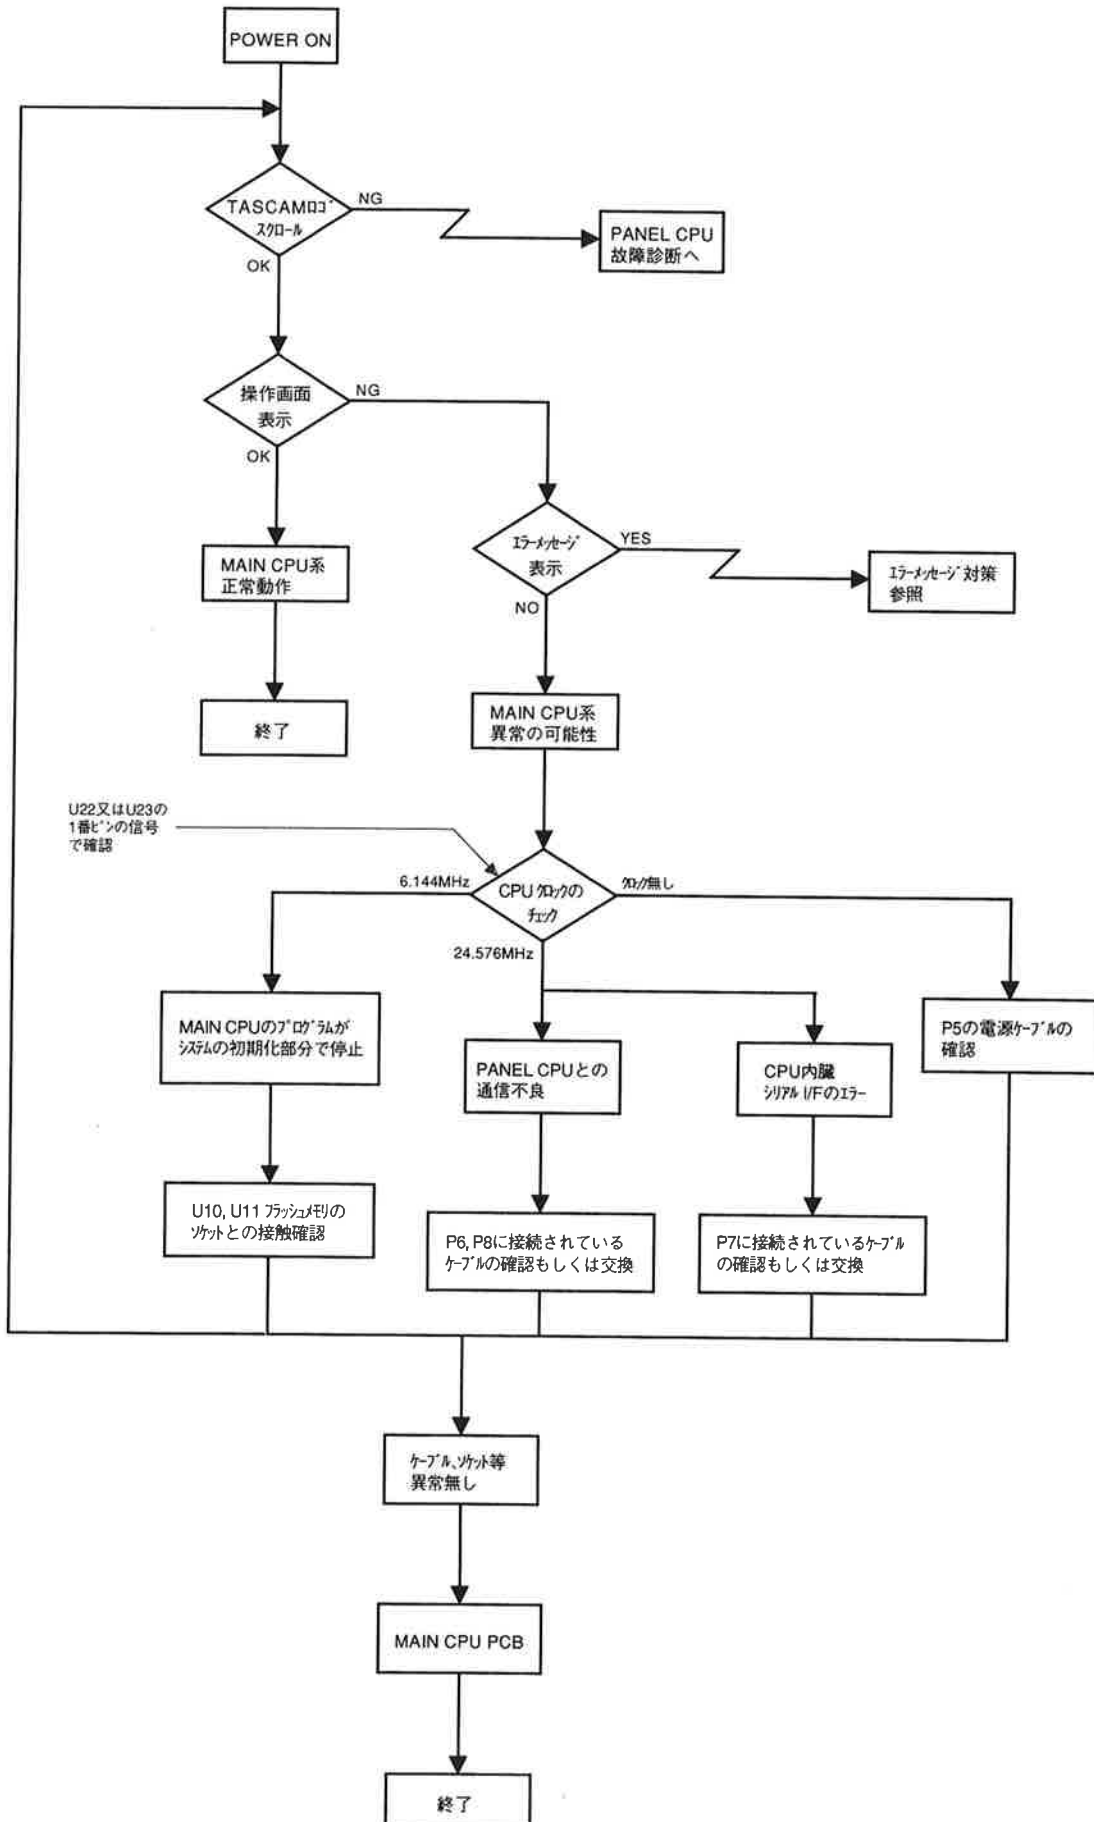 POWER ON
TASCAMﾛｺﾞ
ｽｸﾛｰﾙ
NG
OK
PANEL CPU
故障診断へ
操作画面
表示
NG
OK
MAIN CPU系
正常動作
終了
ｴﾗｰﾒｯｾｰｼﾞ
表示
YES
NO
ｴﾗｰﾒｯｾｰｼﾞ対策
参照
MAIN CPU系
異常の可能性
U22又はU23の
1番ﾋﾟﾝの信号
で確認
CPU ｸﾛｯｸの
ﾁｪｯｸ
6.144MHz
24.576MHz
ｸﾛｯｸ無し
MAIN CPUのﾌﾟﾛｸﾞﾗﾑが
ｼｽﾃﾑの初期化部分で停止
PANEL CPUとの
通信不良
CPU内臓
ｼﾘｱﾙ I/Fのｴﾗｰ
P5の電源ｹｰﾌﾞﾙの
確認
U10, U11 ﾌﾗｯｼｭﾒﾓﾘの
ｿｹｯﾄとの接触確認
P6, P8に接続されている
ｹｰﾌﾞﾙの確認もしくは交換
P7に接続されているｹｰﾌﾞﾙ
の確認もしくは交換
ｹｰﾌﾞﾙ､ｿｹｯﾄ等
異常無し
MAIN CPU PCB
終了